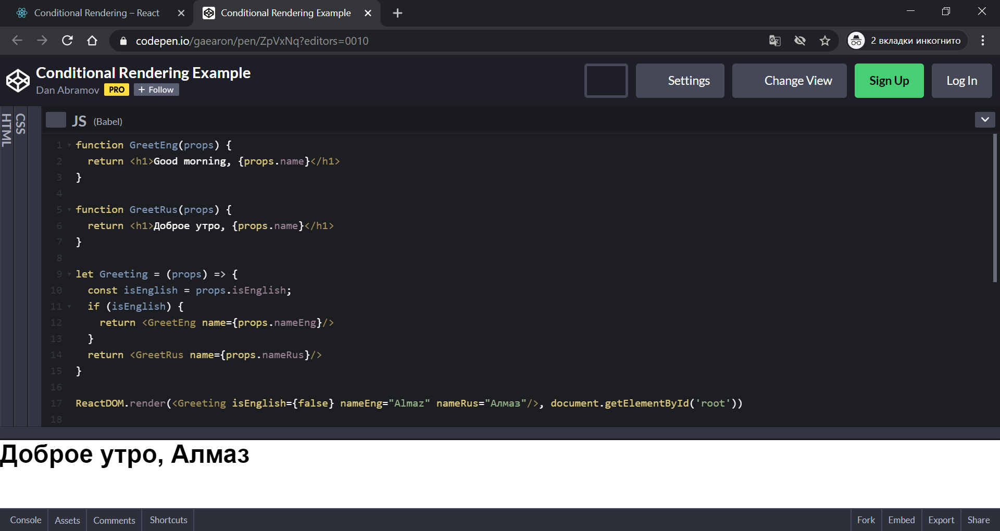 Conditional Rendering – React
Conditional Rendering Example
codepen.io/gaearon/pen/ZpVxNq?editors=0010
2 вкладки инкогнито
Conditional Rendering Example
Dan Abramov PRO + Follow
Settings
Change View
Sign Up
Log In
HTML
CSS
JS (Babel)
1 function GreetEng(props) {
2   return <h1>Good morning, {props.name}</h1>
3 }
4
5 function GreetRus(props) {
6   return <h1>Доброе утро, {props.name}</h1>
7 }
8
9 let Greeting = (props) => {
10   const isEnglish = props.isEnglish;
11   if (isEnglish) {
12     return <GreetEng name={props.nameEng}/>
13   }
14   return <GreetRus name={props.nameRus}/>
15 }
16
17 ReactDOM.render(<Greeting isEnglish={false} nameEng="Almaz" nameRus="Алмаз"/>, document.getElementById('root'))
18
Доброе утро, Алмаз
Console
Assets
Comments
Shortcuts
Fork
Embed
Export
Share